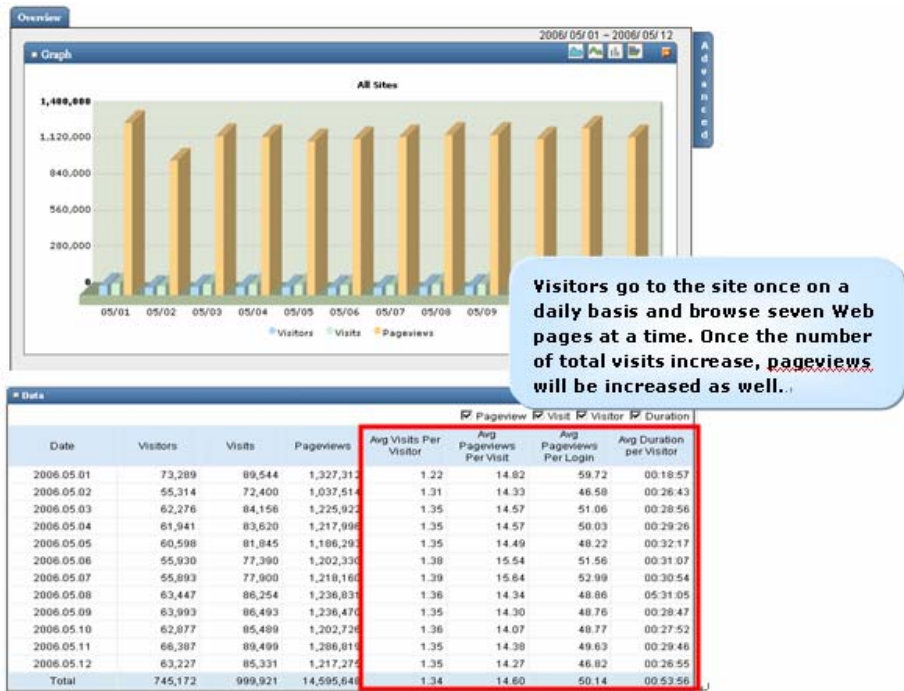 Overview
2006/05/01 ~ 2006/05/12
Graph
Advanced
All Sites
1,400,000
1,120,000
840,000
560,000
280,000
0
05/01 05/02 05/03 05/04 05/05 05/06 05/07 05/08 05/09
Visitors Visits Pageviews
Visitors go to the site once on a
daily basis and browse seven Web
pages at a time. Once the number
of total visits increase, pageviews
will be increased as well.
Data
Pageview Visit Visitor Duration
Date Visitors Visits Pageviews Avg Visits Per Visitor Avg Pageviews Per Visit Avg Pageviews Per Login Avg Duration per Visitor
2006.05.01 73,289 89,544 1,327,312 1.22 14.82 59.72 00:18:57
2006.05.02 55,314 72,400 1,037,514 1.31 14.33 46.58 00:26:43
2006.05.03 62,276 84,156 1,225,922 1.35 14.57 51.06 00:28:56
2006.05.04 61,941 83,620 1,217,996 1.35 14.57 50.03 00:29:26
2006.05.05 60,598 81,845 1,186,293 1.35 14.49 48.22 00:32:17
2006.05.06 55,930 77,390 1,202,330 1.38 15.54 51.56 00:31:07
2006.05.07 55,893 77,900 1,218,160 1.39 15.64 52.99 00:30:54
2006.05.08 63,447 86,254 1,236,831 1.36 14.34 48.86 05:31:05
2006.05.09 63,993 86,493 1,236,470 1.35 14.30 48.76 00:28:47
2006.05.10 62,877 85,489 1,202,726 1.36 14.07 48.77 00:27:52
2006.05.11 66,387 89,499 1,286,819 1.35 14.38 49.63 00:29:46
2006.05.12 63,227 85,331 1,217,275 1.35 14.27 46.82 00:26:55
Total 745,172 999,921 14,595,648 1.34 14.60 50.14 00:53:56